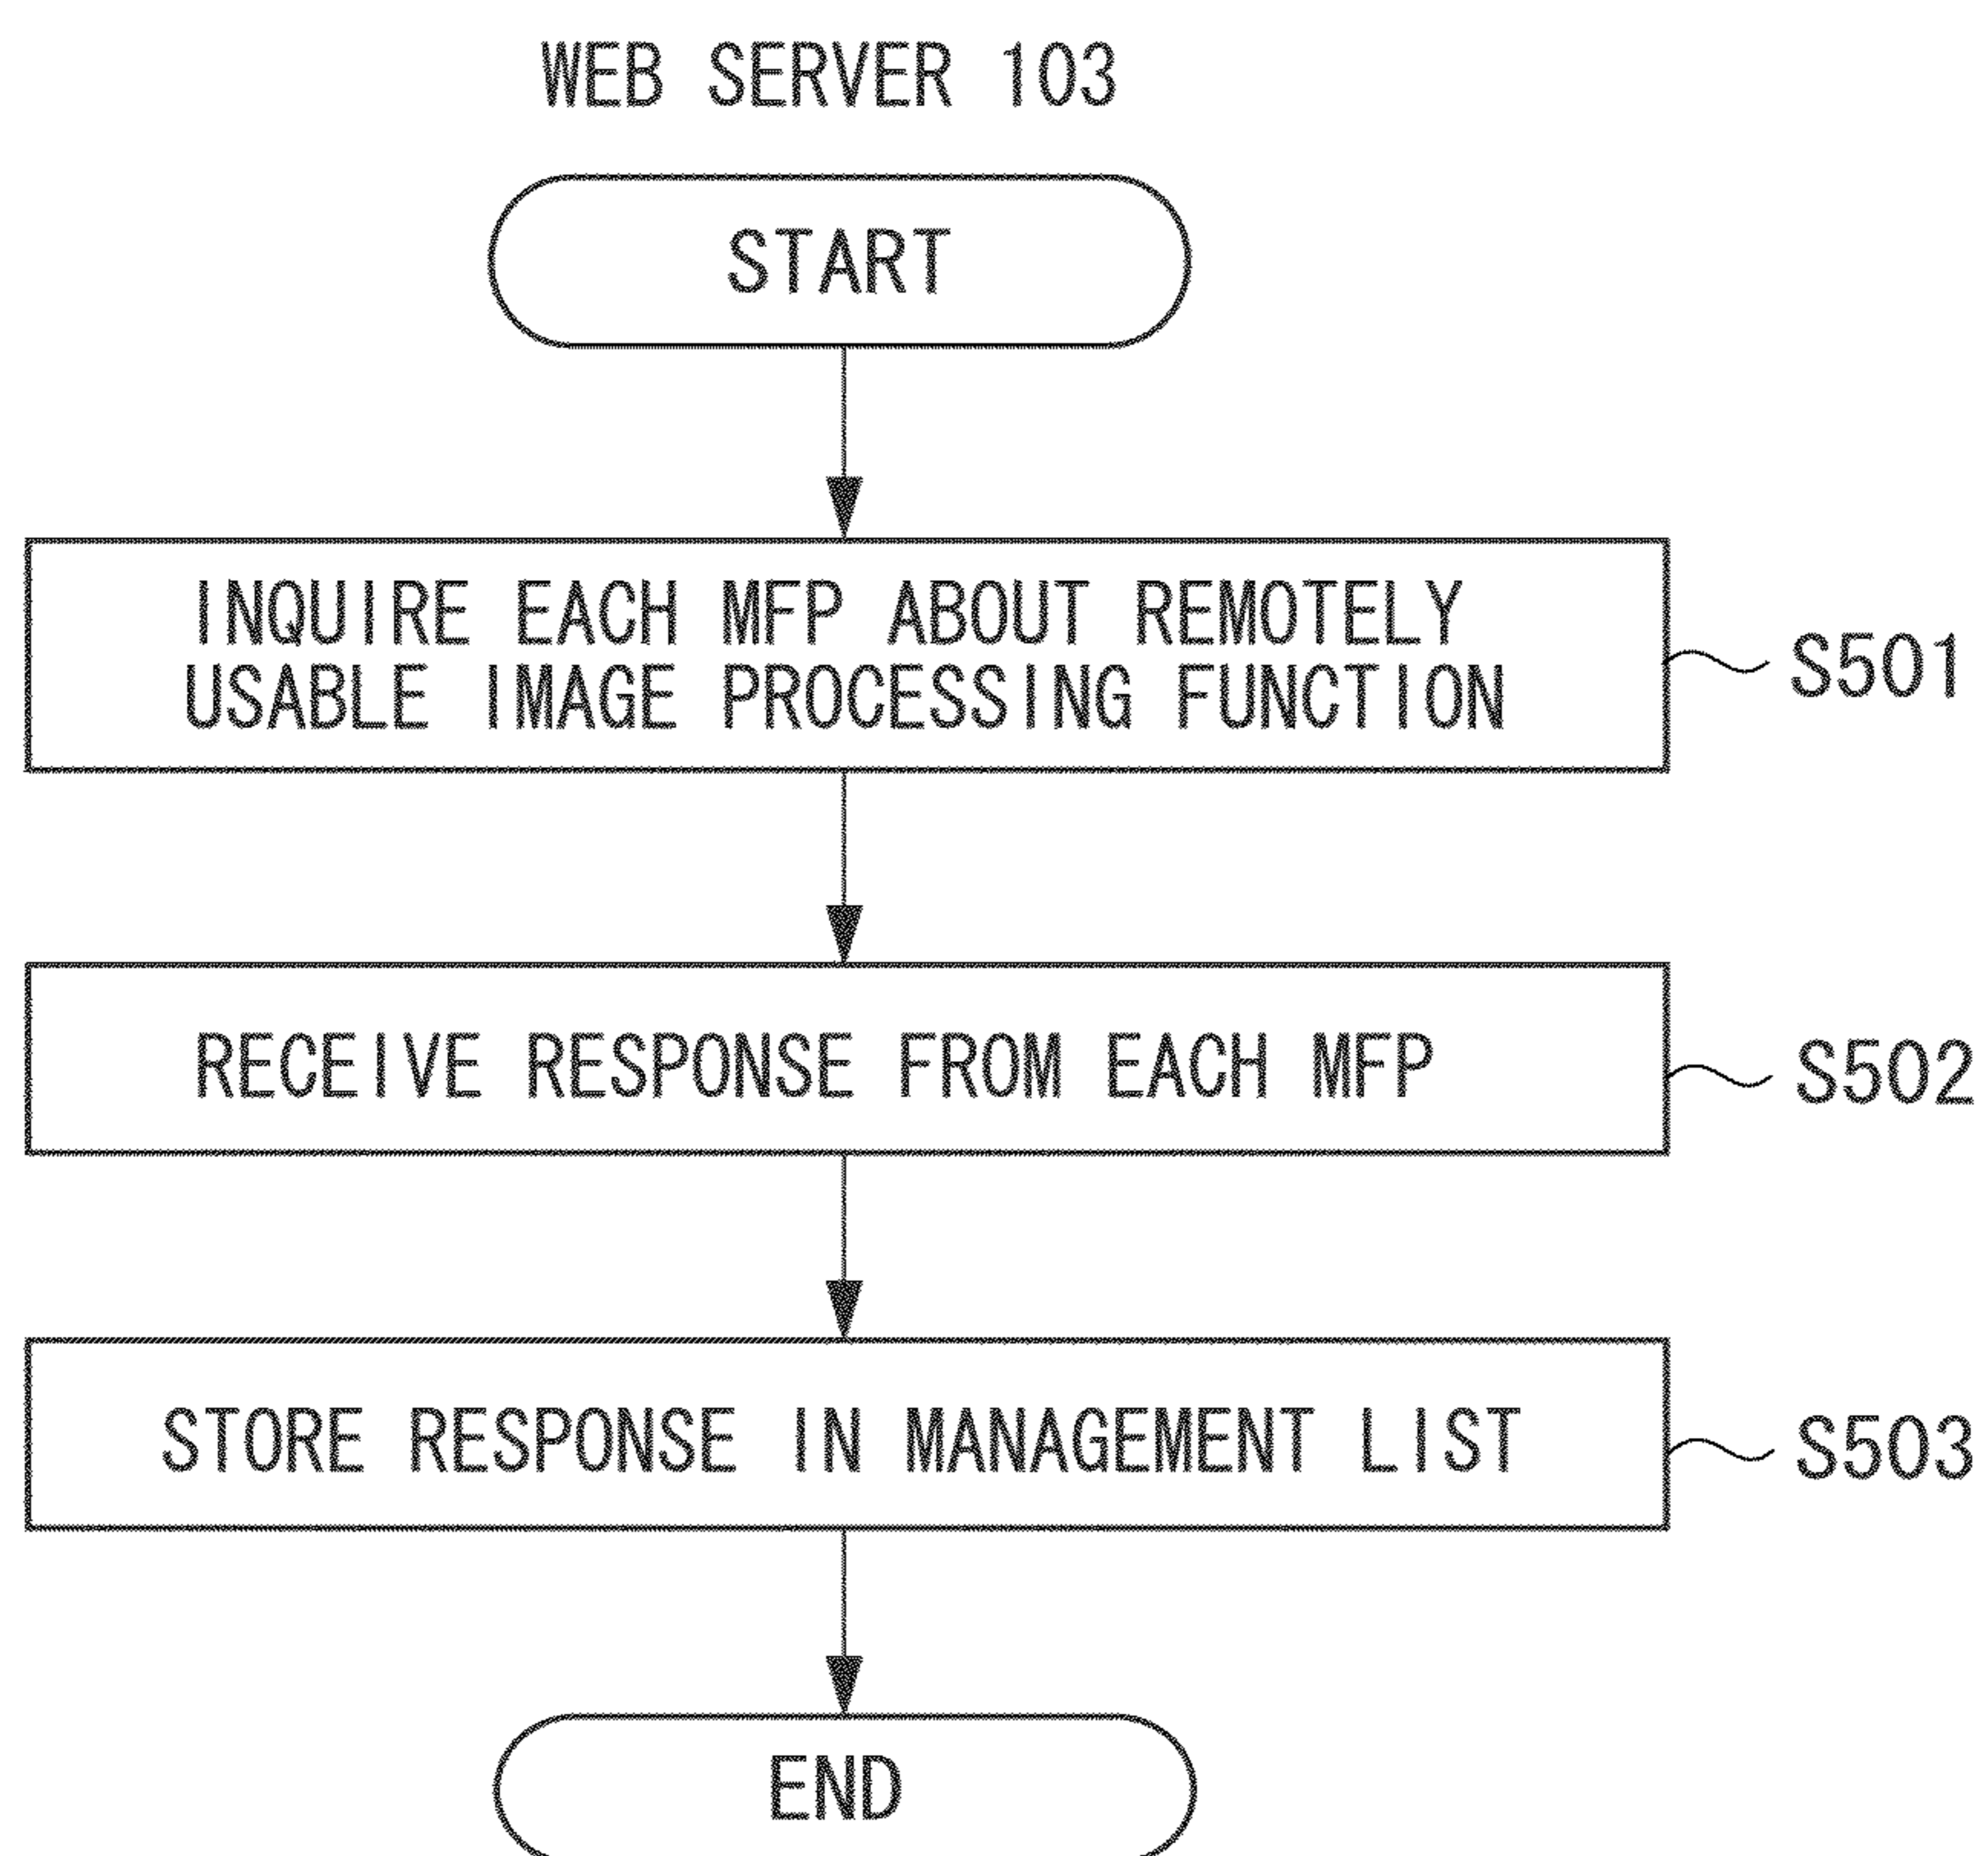 WEB SERVER 103
START
INQUIRE EACH MFP ABOUT REMOTELY
USABLE IMAGE PROCESSING FUNCTION
S501
RECEIVE RESPONSE FROM EACH MFP
S502
STORE RESPONSE IN MANAGEMENT LIST
S503
END